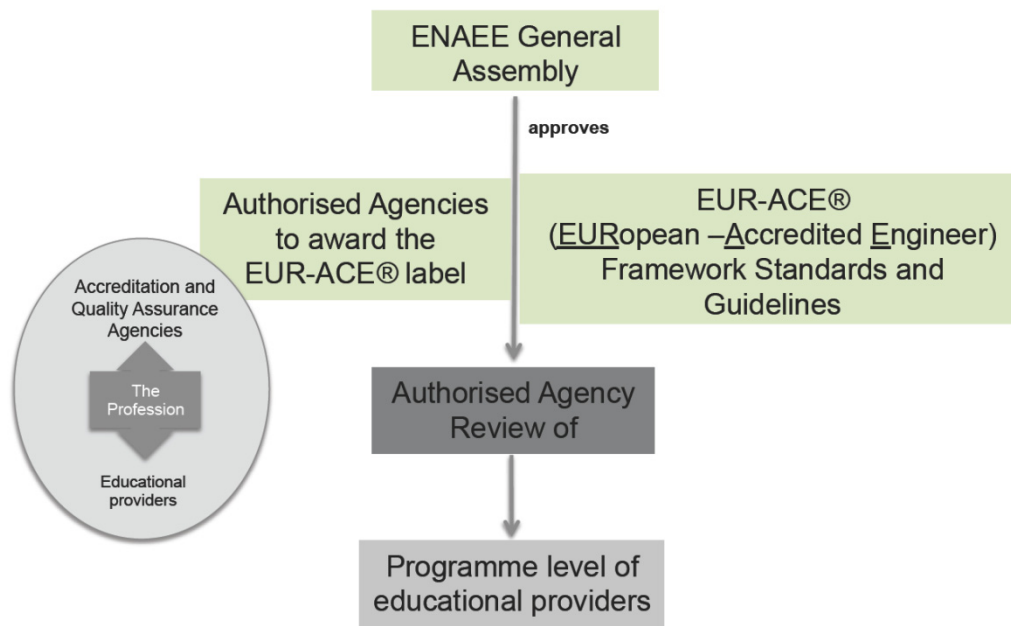 ENAEE General
Assembly
approves
Authorised Agencies
to award the
EUR-ACE® label
EUR-ACE®
(EURopean –Accredited Engineer)
Framework Standards and
Guidelines
Accreditation and
Quality Assurance
Agencies
The
Profession
Educational
providers
Authorised Agency
Review of
Programme level of
educational providers